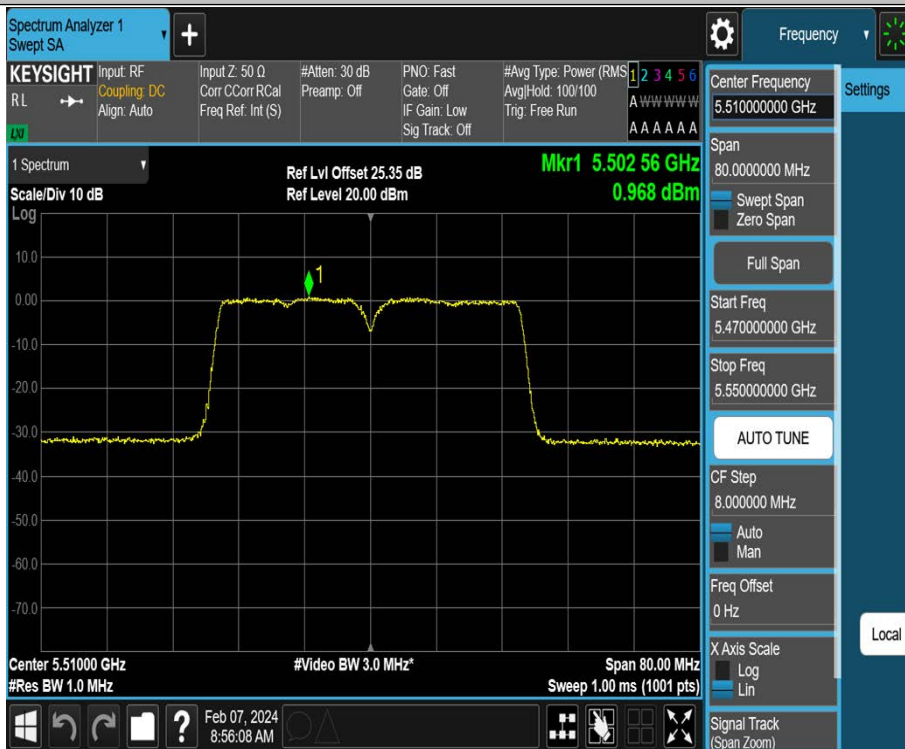 Spectrum Analyzer 1
Swept SA
+
Frequency
KEYSIGHT
RL
LXI
Input: RF
Coupling: DC
Align: Auto
Input Z: 50 Ω
Corr CCorr RCal
Freq Ref: Int (S)
#Atten: 30 dB
Preamp: Off
PNO: Fast
Gate: Off
IF Gain: Low
Sig Track: Off
#Avg Type: Power (RMS
Avg|Hold: 100/100
Trig: Free Run
1 2 3 4 5 6
A W W W W W
A A A A A A
1 Spectrum
Scale/Div 10 dB
Log
Ref Lvl Offset 25.35 dB
Ref Level 20.00 dBm
Mkr1 5.502 56 GHz
0.968 dBm
10.0
0.00
-10.0
-20.0
-30.0
-40.0
-50.0
-60.0
-70.0
1
Center 5.51000 GHz
#Res BW 1.0 MHz
#Video BW 3.0 MHz*
Span 80.00 MHz
Sweep 1.00 ms (1001 pts)
Center Frequency
5.510000000 GHz
Span
80.0000000 MHz
Swept Span
Zero Span
Full Span
Start Freq
5.470000000 GHz
Stop Freq
5.550000000 GHz
AUTO TUNE
CF Step
8.000000 MHz
Auto
Man
Freq Offset
0 Hz
X Axis Scale
Log
Lin
Signal Track
(Span Zoom)
Settings
Local
?
Feb 07, 2024
8:56:08 AM